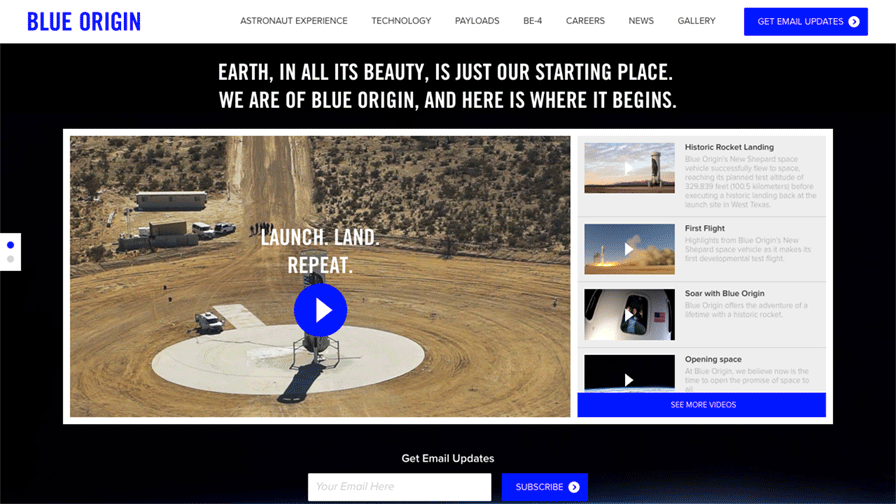 BLUE ORIGIN
ASTRONAUT EXPERIENCE
TECHNOLOGY
PAYLOADS
BE-4
CAREERS
NEWS
GALLERY
GET EMAIL UPDATES
EARTH, IN ALL ITS BEAUTY, IS JUST OUR STARTING PLACE.
WE ARE OF BLUE ORIGIN, AND HERE IS WHERE IT BEGINS.
LAUNCH. LAND.
REPEAT.
Historic Rocket Landing
Blue Origin's New Shepard space
vehicle successfully flew to space,
reaching its planned test altitude of
329,839 feet (100.5 kilometers) before
executing a historic landing back at the
launch site in West Texas.
First Flight
Highlights from Blue Origin's New
Shepard space vehicle as it makes its
first developmental test flight.
Soar with Blue Origin
Blue Origin offers the adventure of a
lifetime with a historic rocket.
Opening space
At Blue Origin, we believe now is the
time to open the promise of space to
all.
SEE MORE VIDEOS
Get Email Updates
Your Email Here
SUBSCRIBE